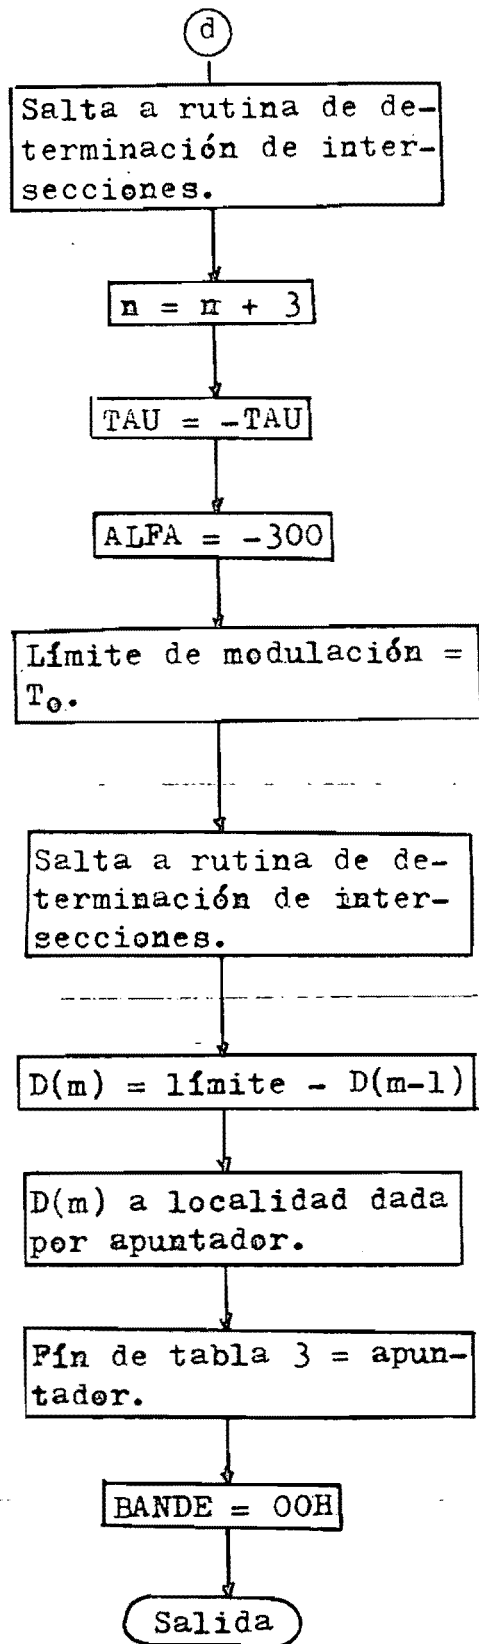 d
Salta a rutina de de-
terminación de inter-
secciones.
n = n + 3
TAU = -TAU
ALFA = -300
Límite de modulación =
To.
Salta a rutina de de-
terminación de inter-
secciones.
D(m) = límite - D(m-1)
D(m) a localidad dada
por apuntador.
Fín de tabla 3 = apun-
tador.
BANDE = 00H
Salida